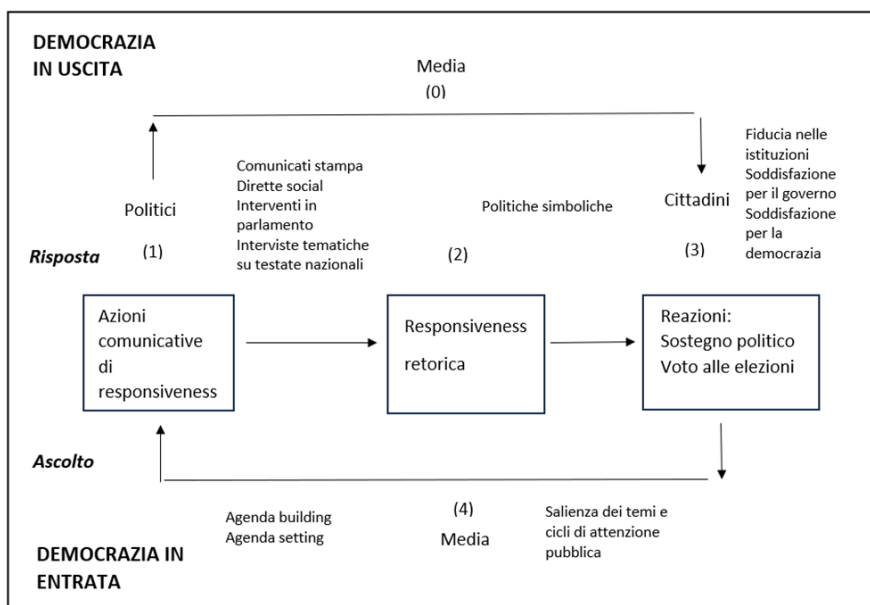 DEMOCRAZIA
IN USCITA
Media
(0)
Politici
Comunicati stampa
Dirette social
Interventi in
parlamento
Interviste tematiche
su testate nazionali
Politiche simboliche
Cittadini
Fiducia nelle
istituzioni
Soddisfazione
per il governo
Soddisfazione
per la
democrazia
Risposta
(1)
(2)
(3)
Azioni
comunicative
di
responsiveness
Responsiveness
retorica
Reazioni:
Sostegno politico
Voto alle elezioni
Ascolto
Agenda building
Agenda setting
(4)
Media
Salienza dei temi e
cicli di attenzione
pubblica
DEMOCRAZIA IN
ENTRATA